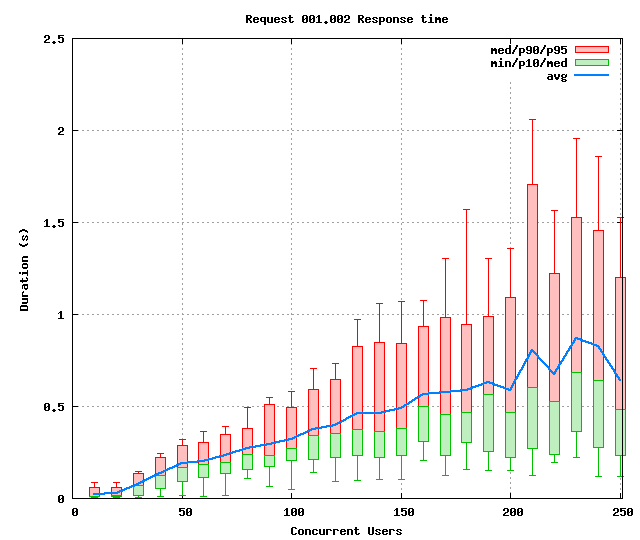 Request 001.002 Response time
2.5
med/p90/p95
min/p10/med
avg
2
1.5
Duration (s)
1
0.5
0
0 50 100 150 200 250
Concurrent Users